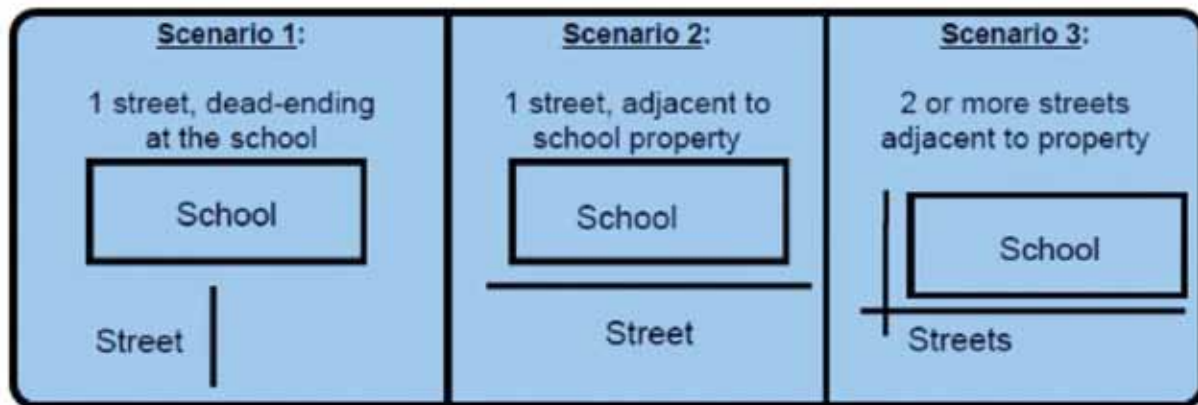 Scenario 1:
1 street, dead-ending
at the school
School
Street
Scenario 2:
1 street, adjacent to
school property
School
Street
Scenario 3:
2 or more streets
adjacent to property
School
Streets